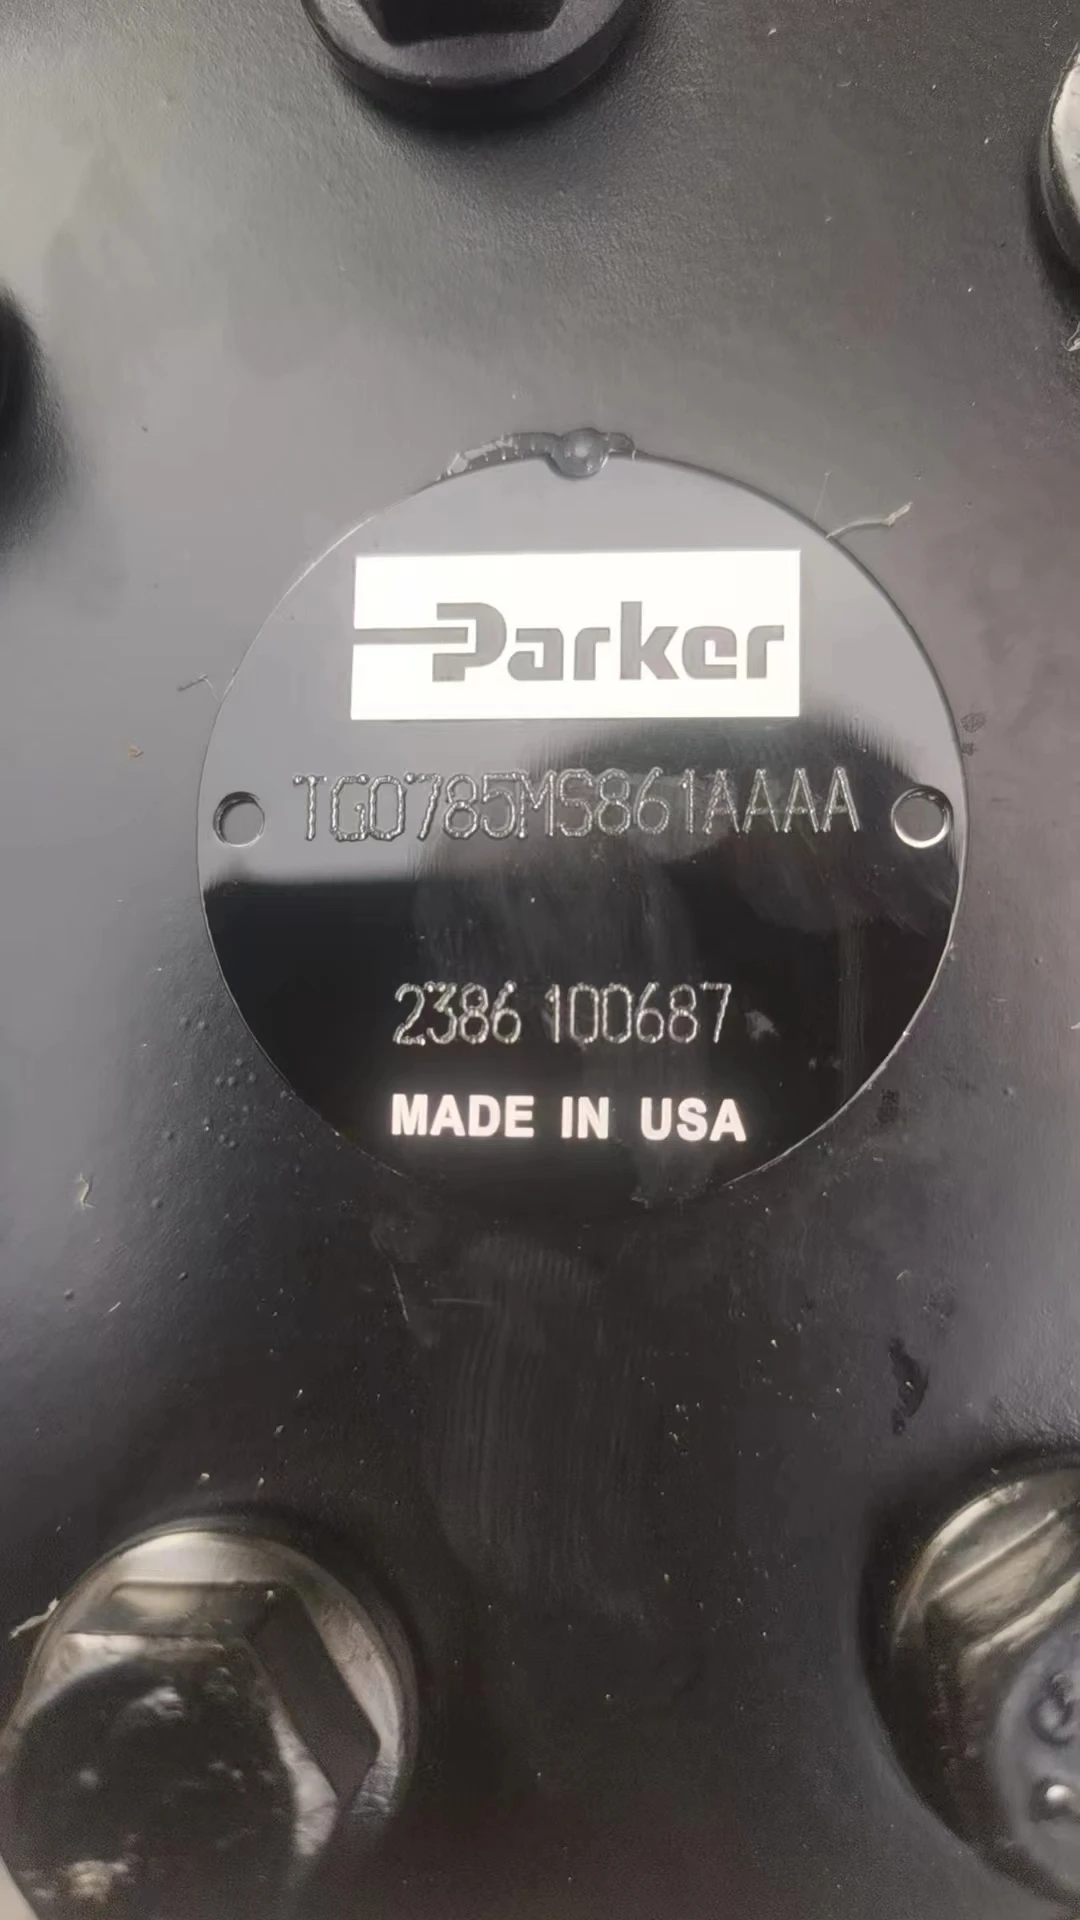 Parker
TG0785MS861AAAA
2386 100687
MADE IN USA